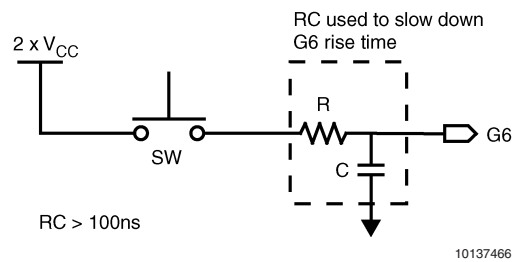 RC used to slow down
G6 rise time
2 x VCC
R
G6
SW
C
RC > 100ns
10137466